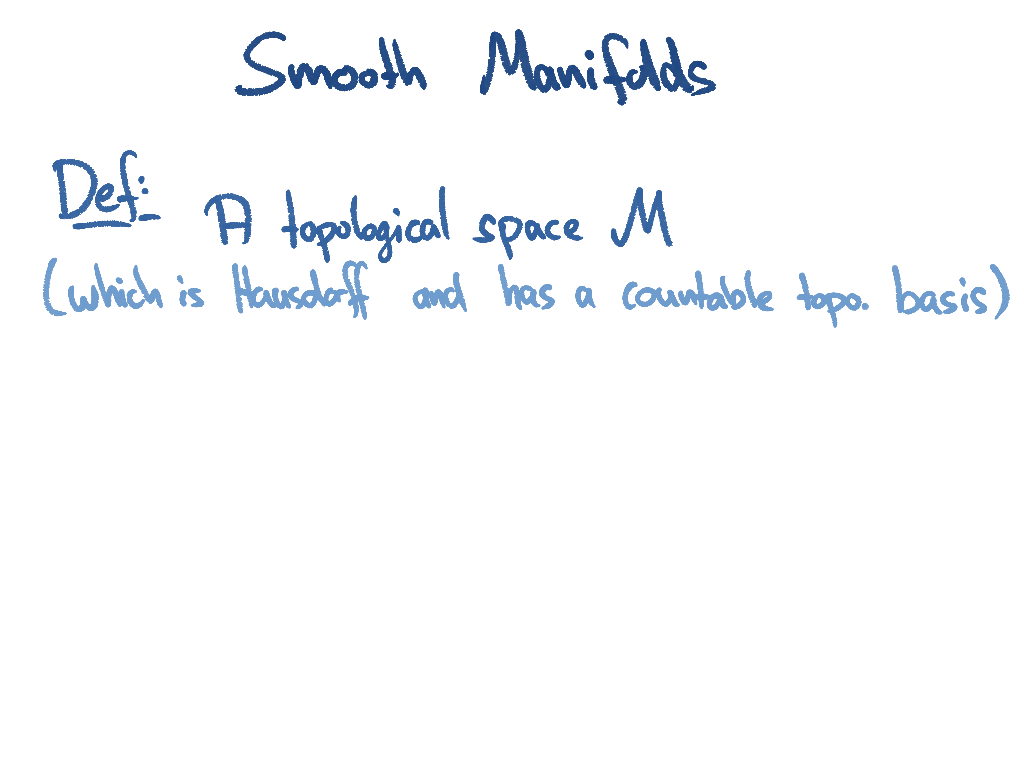 Smooth Manifolds
Def: A topological space M
(which is Hausdorff and has a countable topo. basis)